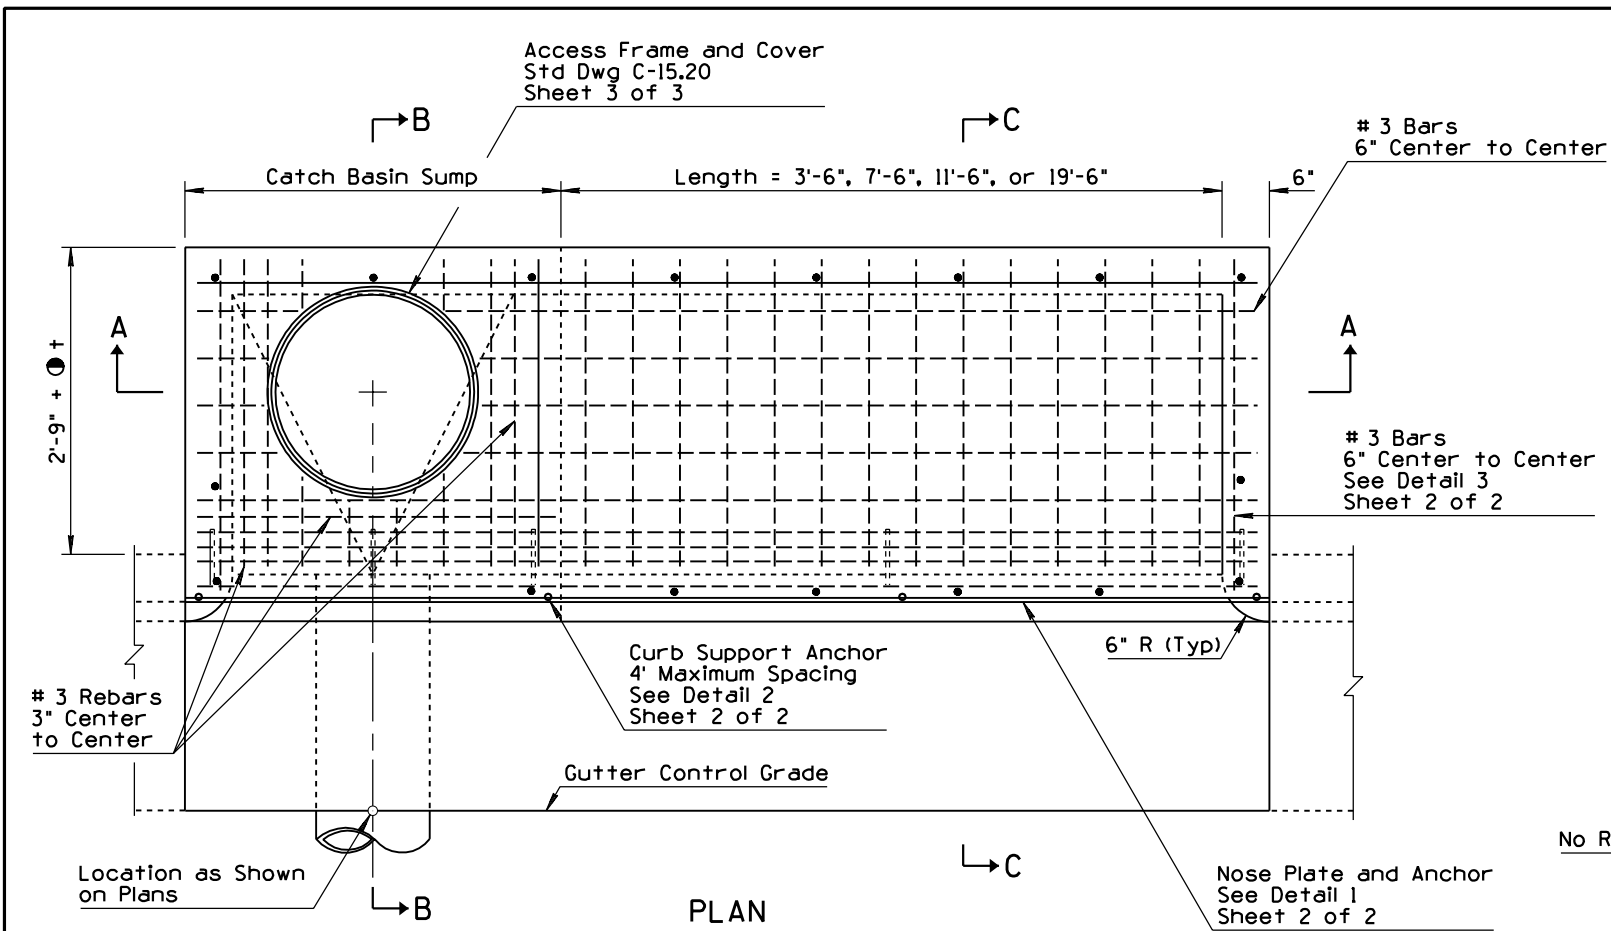 Access Frame and Cover
Std Dwg C-15.20
Sheet 3 of 3
B
C
# 3 Bars
6" Center to Center
Catch Basin Sump
Length = 3'-6", 7'-6", 11'-6", or 19'-6"
6"
A
A
2'-9" + ◐ †
# 3 Bars
6" Center to Center
See Detail 3
Sheet 2 of 2
6" R (Typ)
Curb Support Anchor
4' Maximum Spacing
See Detail 2
Sheet 2 of 2
# 3 Rebars
3" Center
to Center
Gutter Control Grade
No R
Location as Shown
on Plans
B
C
Nose Plate and Anchor
See Detail 1
Sheet 2 of 2
PLAN